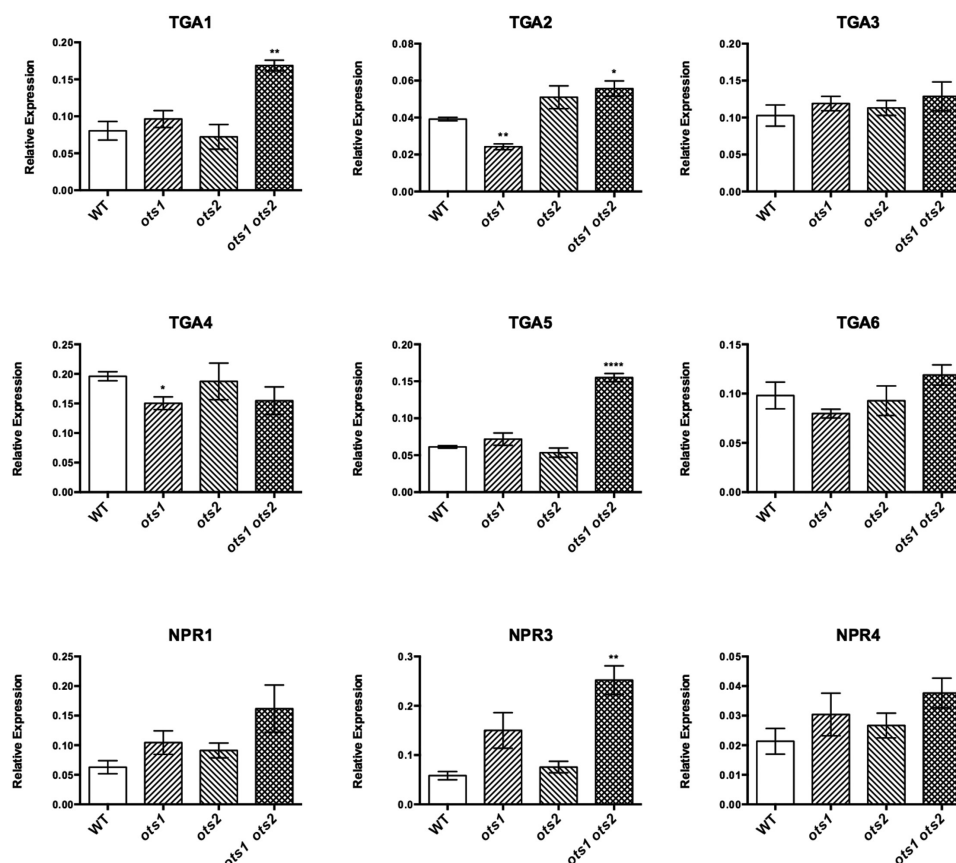 TGA1
Relative Expression
0.20
0.15
0.10
0.05
0.00
**
WT
ots1
ots2
ots1 ots2
TGA2
Relative Expression
0.08
0.06
0.04
0.02
0.00
**
*
WT
ots1
ots2
ots1 ots2
TGA3
Relative Expression
0.20
0.15
0.10
0.05
0.00
WT
ots1
ots2
ots1 ots2
TGA4
Relative Expression
0.25
0.20
0.15
0.10
0.05
0.00
*
WT
ots1
ots2
ots1 ots2
TGA5
Relative Expression
0.20
0.15
0.10
0.05
0.00
****
WT
ots1
ots2
ots1 ots2
TGA6
Relative Expression
0.15
0.10
0.05
0.00
WT
ots1
ots2
ots1 ots2
NPR1
Relative Expression
0.25
0.20
0.15
0.10
0.05
0.00
WT
ots1
ots2
ots1 ots2
NPR3
Relative Expression
0.3
0.2
0.1
0.0
**
WT
ots1
ots2
ots1 ots2
NPR4
Relative Expression
0.05
0.04
0.03
0.02
0.01
0.00
WT
ots1
ots2
ots1 ots2